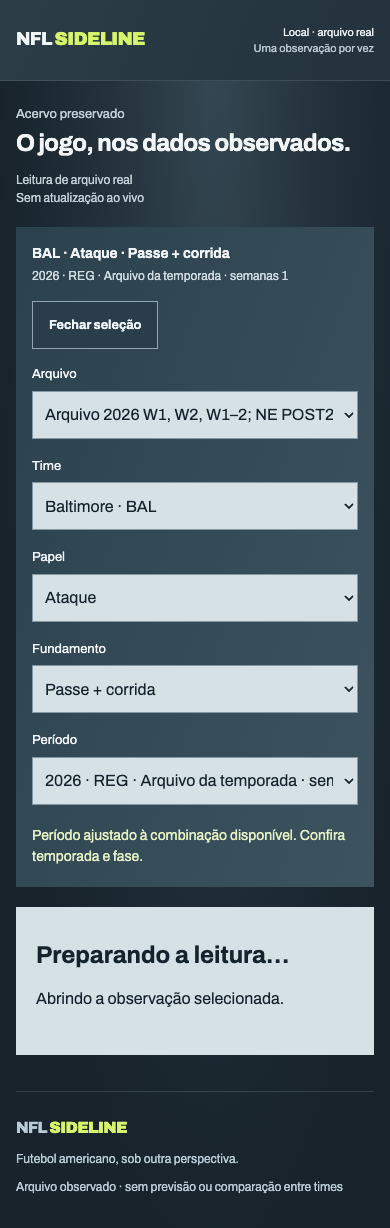 NFL SIDELINE
Local · arquivo real
Uma observação por vez
Acervo preservado
O jogo, nos dados observados.
Leitura de arquivo real
Sem atualização ao vivo
BAL · Ataque · Passe + corrida
2026 · REG · Arquivo da temporada · semanas 1
Fechar seleção
Arquivo
Arquivo 2026 W1, W2, W1–2; NE POST2
Time
Baltimore · BAL
Papel
Ataque
Fundamento
Passe + corrida
Período
2026 · REG · Arquivo da temporada · sen
Período ajustado à combinação disponível. Confira
temporada e fase.
Preparando a leitura...
Abrindo a observação selecionada.
NFL SIDELINE
Futebol americano, sob outra perspectiva.
Arquivo observado · sem previsão ou comparação entre times